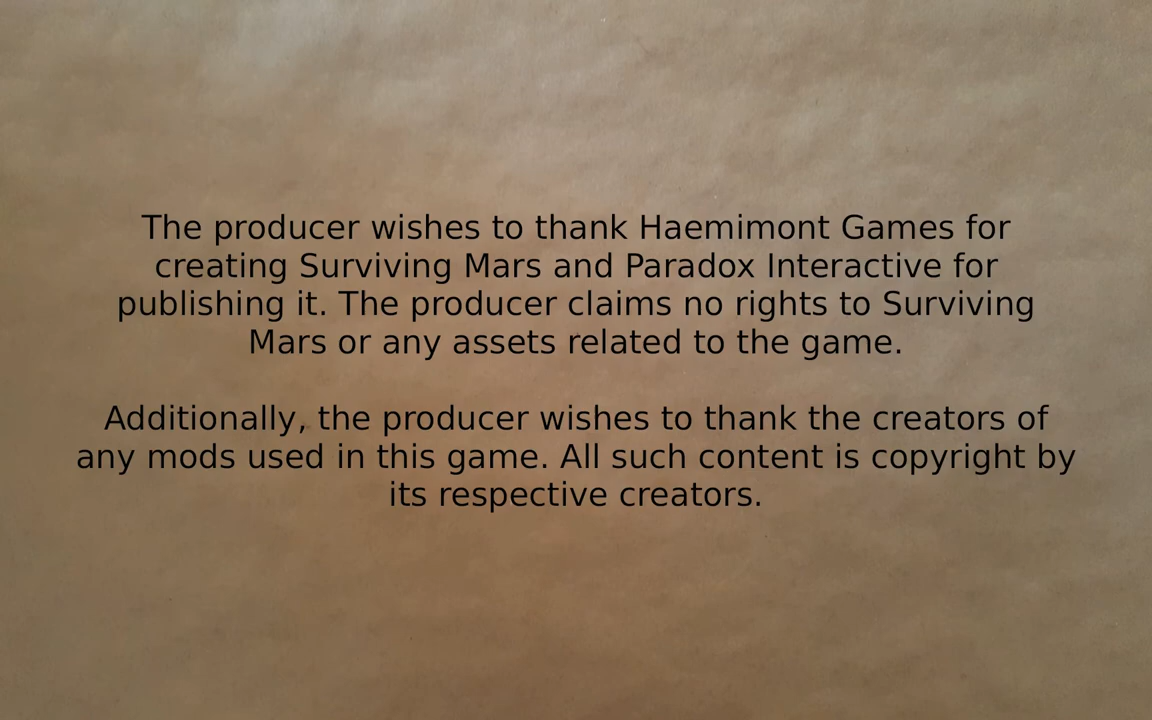 The producer wishes to thank Haemimont Games for
creating Surviving Mars and Paradox Interactive for
publishing it. The producer claims no rights to Surviving
Mars or any assets related to the game.
Additionally, the producer wishes to thank the creators of
any mods used in this game. All such content is copyright by
its respective creators.